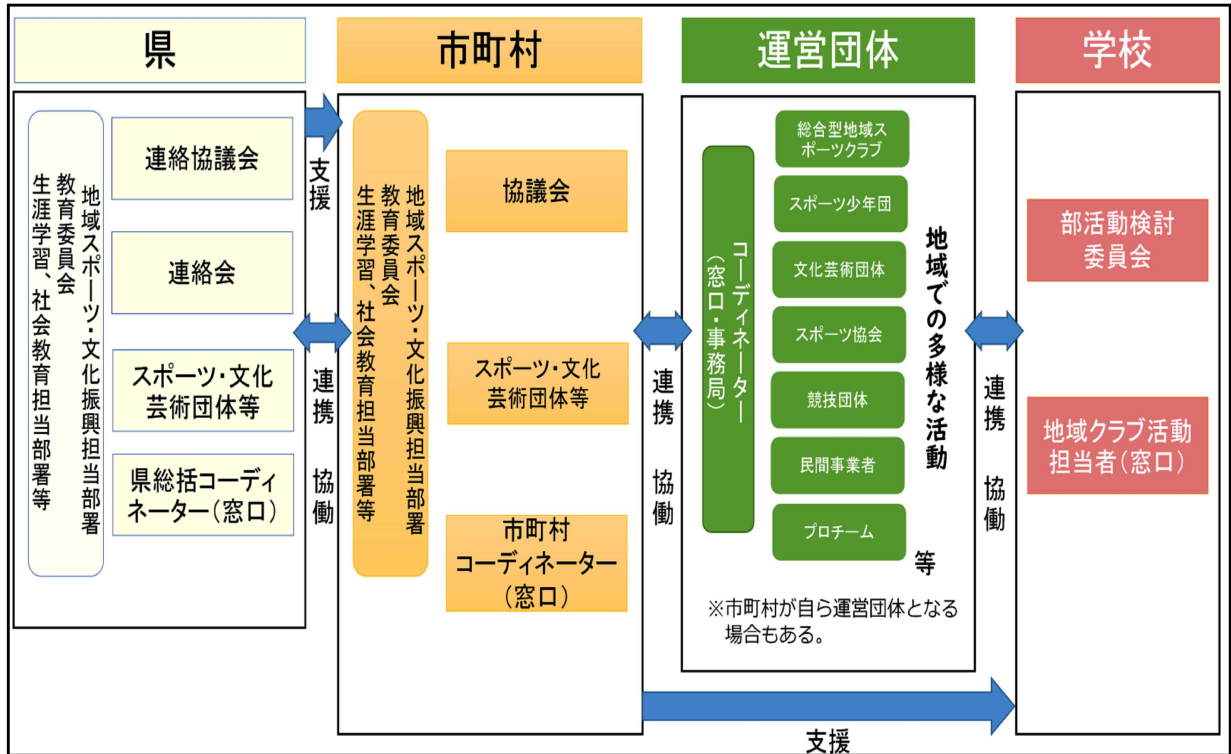 県
地域スポーツ・文化振興担当部署
教育委員会
生涯学習、社会教育担当部署等
連絡協議会
連絡会
スポーツ・文化
芸術団体等
県総括コーディ
ネーター(窓口)
支援
連携 協働
市町村
地域スポーツ・文化振興担当部署
教育委員会
生涯学習、社会教育担当部署等
協議会
スポーツ・文化
芸術団体等
市町村
コーディネーター
(窓口)
連携 協働
運営団体
コーディネーター
(窓口・事務局)
総合型地域ス
ポーツクラブ
スポーツ少年団
文化芸術団体
スポーツ協会
競技団体
民間事業者
プロチーム
等
地域での多様な活動
※市町村が自ら運営団体となる
場合もある。
連携 協働
学校
部活動検討
委員会
地域クラブ活動
担当者(窓口)
支援